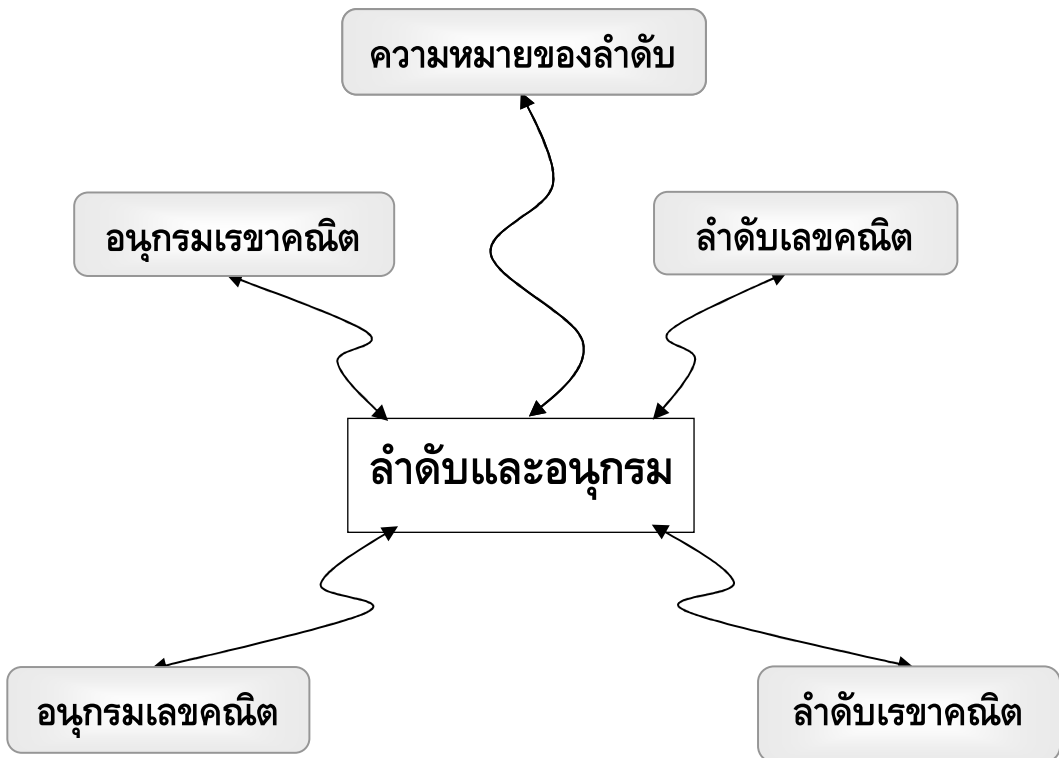 ความหมายของลำดับ
อนุกรมเรขาคณิต
ลำดับเลขคณิต
ลำดับและอนุกรม
อนุกรมเลขคณิต
ลำดับเรขาคณิต